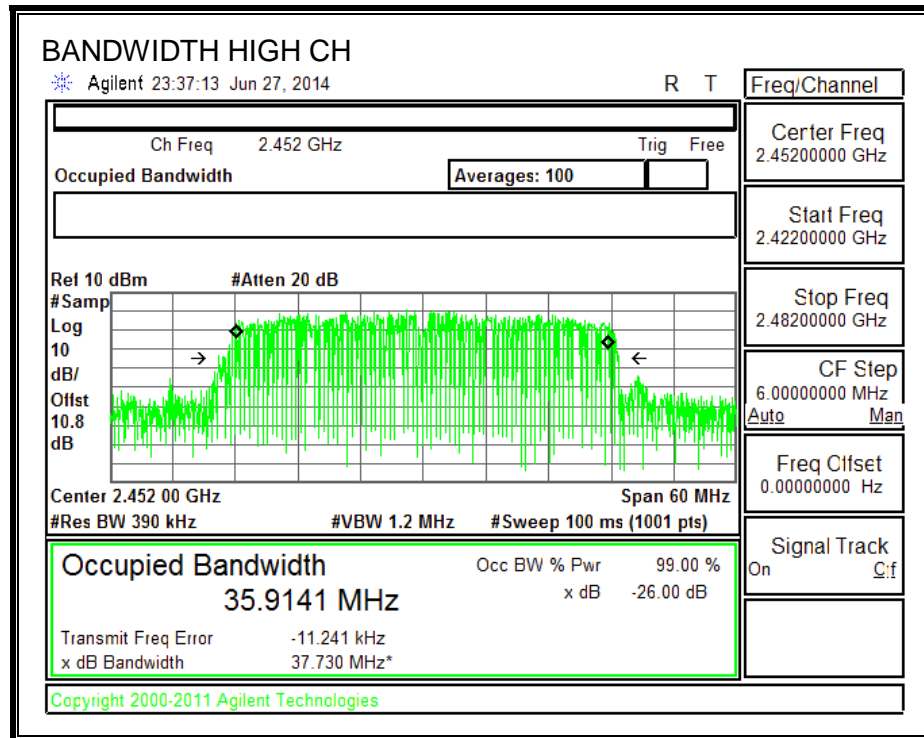 BANDWIDTH HIGH CH
Agilent 23:37:13 Jun 27, 2014 R T
Freq/Channel
Ch Freq 2.452 GHz Trig Free
Occupied Bandwidth Averages: 100
Center Freq
2.45200000 GHz
Start Freq
2.42200000 GHz
Stop Freq
2.48200000 GHz
CF Step
6.00000000 MHz
Auto Man
Freq Offset
0.00000000 Hz
Signal Track
On Off
Ref 10 dBm #Atten 20 dB
#Samp
Log
10
dB/
Offst
10.8
dB
Center 2.452 00 GHz Span 60 MHz
#Res BW 390 kHz #VBW 1.2 MHz #Sweep 100 ms (1001 pts)
Occupied Bandwidth
35.9141 MHz
Occ BW % Pwr 99.00 %
x dB -26.00 dB
Transmit Freq Error -11.241 kHz
x dB Bandwidth 37.730 MHz*
Copyright 2000-2011 Agilent Technologies